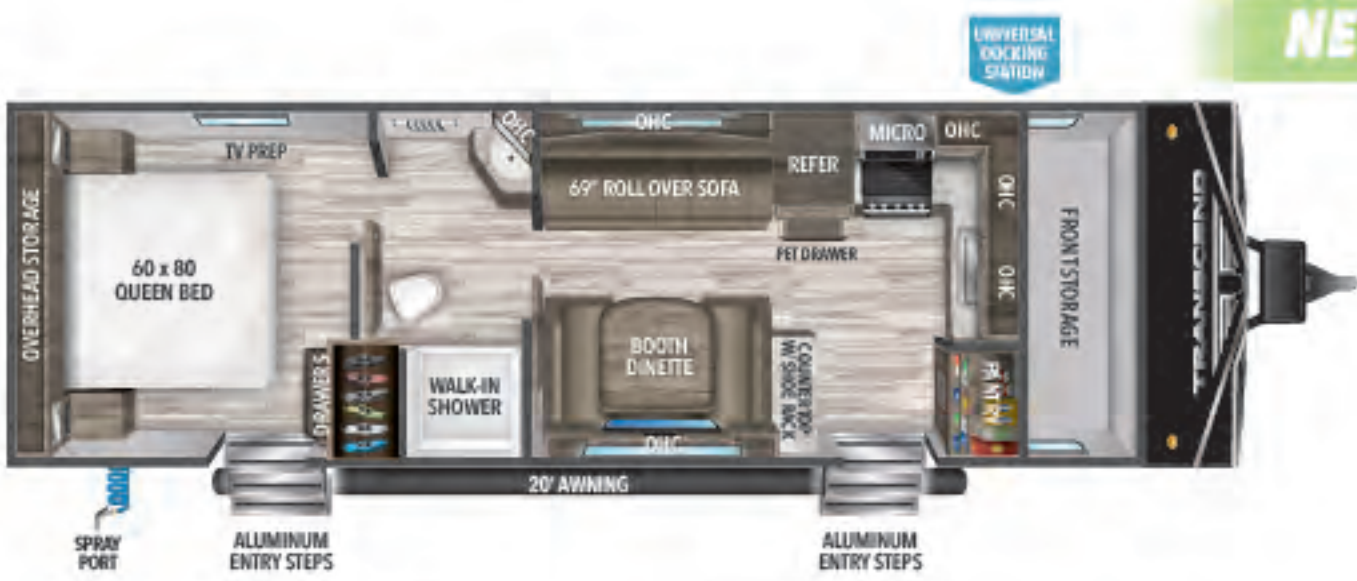 NE
UNIVERSAL
DOCKING
STATION
OHC
OHC
MICRO
OHC
TV PREP
REFER
69" ROLL OVER SOFA
OHC
OVERHEAD STORAGE
FRONT STORAGE
TRANSCEND
PET DRAWER
60 x 80
QUEEN BED
OHC
BOOTH
DINETTE
COUNTERTOP
W/ SHOE RACK
DRAWERS
WALK-IN
SHOWER
PANTRY
OHC
20' AWNING
SPRAY
PORT
ALUMINUM
ENTRY STEPS
ALUMINUM
ENTRY STEPS